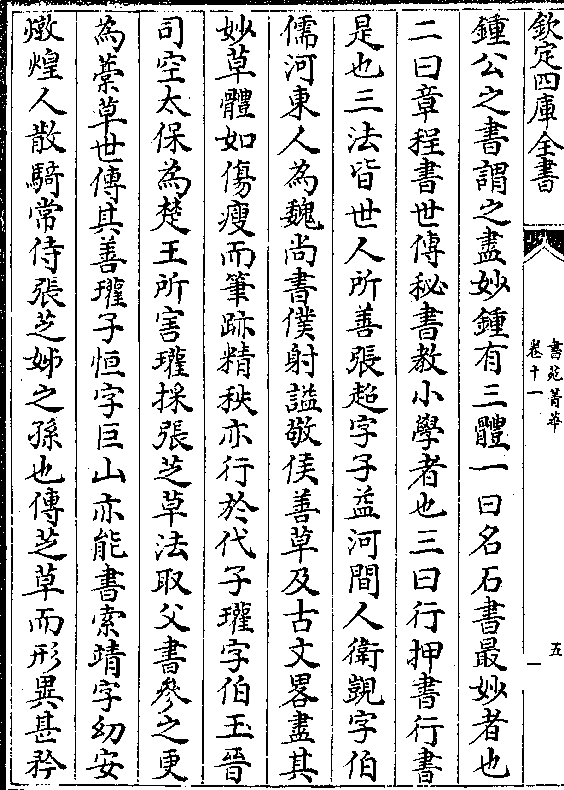 欽定四庫全書
書苑菁華
卷十一
五
鍾公之書謂之盡妙鍾有三體一曰名石書最妙者也
二曰章程書世傳秘書教小學者也三曰行押書行書
是也三法皆世人所善張超字子益河間人衛覬字伯
儒河東人為魏尚書僕射謚敬侯善草及古文畧盡其
妙草體如傷瘦而筆跡精秧亦行於代子瓘字伯玉晉
司空太保為楚王所害瓘採張芝草法取父書參之更
為藁草世傳其善瓘子恒字巨山亦能書索靖字幼安
燉煌人散騎常侍張芝姊之孫也傳芝草而形異甚矜